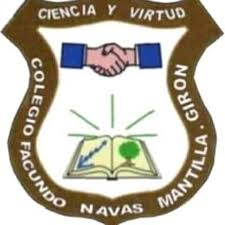 CIENCIA Y VIRTUD
COLEGIO FACUNDO NAVAS MANTILLA. GIRON